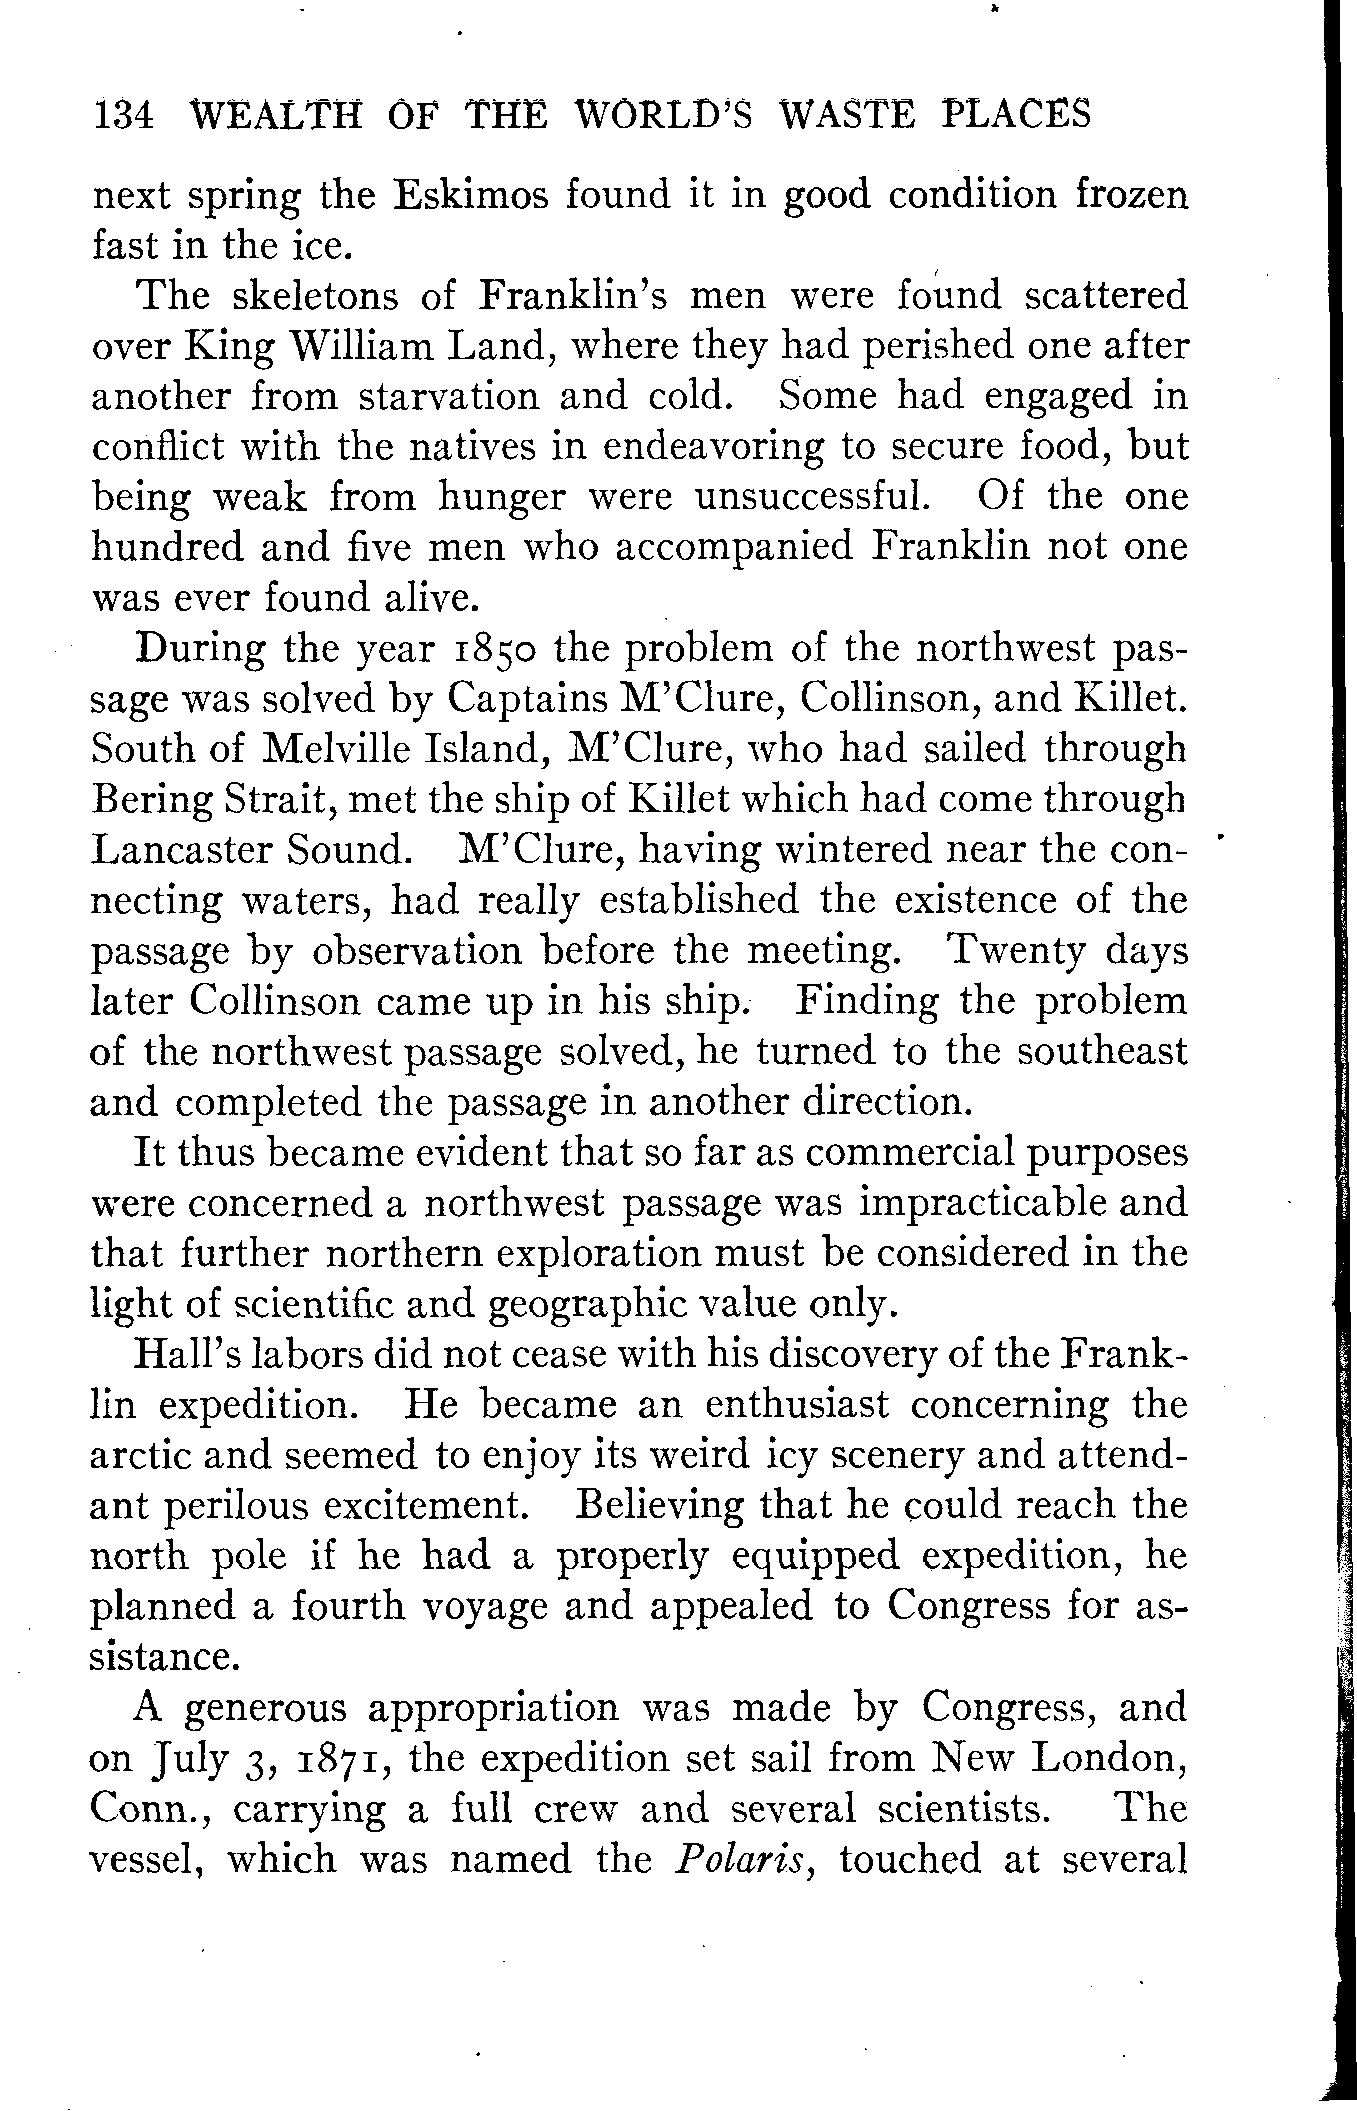 134 WEALTH OF THE WORLD'S WASTE PLACES
next spring the Eskimos found it in good condition frozen
fast in the ice.
The skeletons of Franklin's men were found scattered
over King William Land, where they had perished one after
another from starvation and cold. Some had engaged in
conflict with the natives in endeavoring to secure food, but
being weak from hunger were unsuccessful. Of the one
hundred and five men who accompanied Franklin not one
was ever found alive.
During the year 1850 the problem of the northwest pas-
sage was solved by Captains M'Clure, Collinson, and Killet.
South of Melville Island, M'Clure, who had sailed through
Bering Strait, met the ship of Killet which had come through
Lancaster Sound. M'Clure, having wintered near the con-
necting waters, had really established the existence of the
passage by observation before the meeting. Twenty days
later Collinson came up in his ship. Finding the problem
of the northwest passage solved, he turned to the southeast
and completed the passage in another direction.
It thus became evident that so far as commercial purposes
were concerned a northwest passage was impracticable and
that further northern exploration must be considered in the
light of scientific and geographic value only.
Hall's labors did not cease with his discovery of the Frank-
lin expedition. He became an enthusiast concerning the
arctic and seemed to enjoy its weird icy scenery and attend-
ant perilous excitement. Believing that he could reach the
north pole if he had a properly equipped expedition, he
planned a fourth voyage and appealed to Congress for as-
sistance.
A generous appropriation was made by Congress, and
on July 3, 1871, the expedition set sail from New London,
Conn., carrying a full crew and several scientists. The
vessel, which was named the Polaris, touched at several